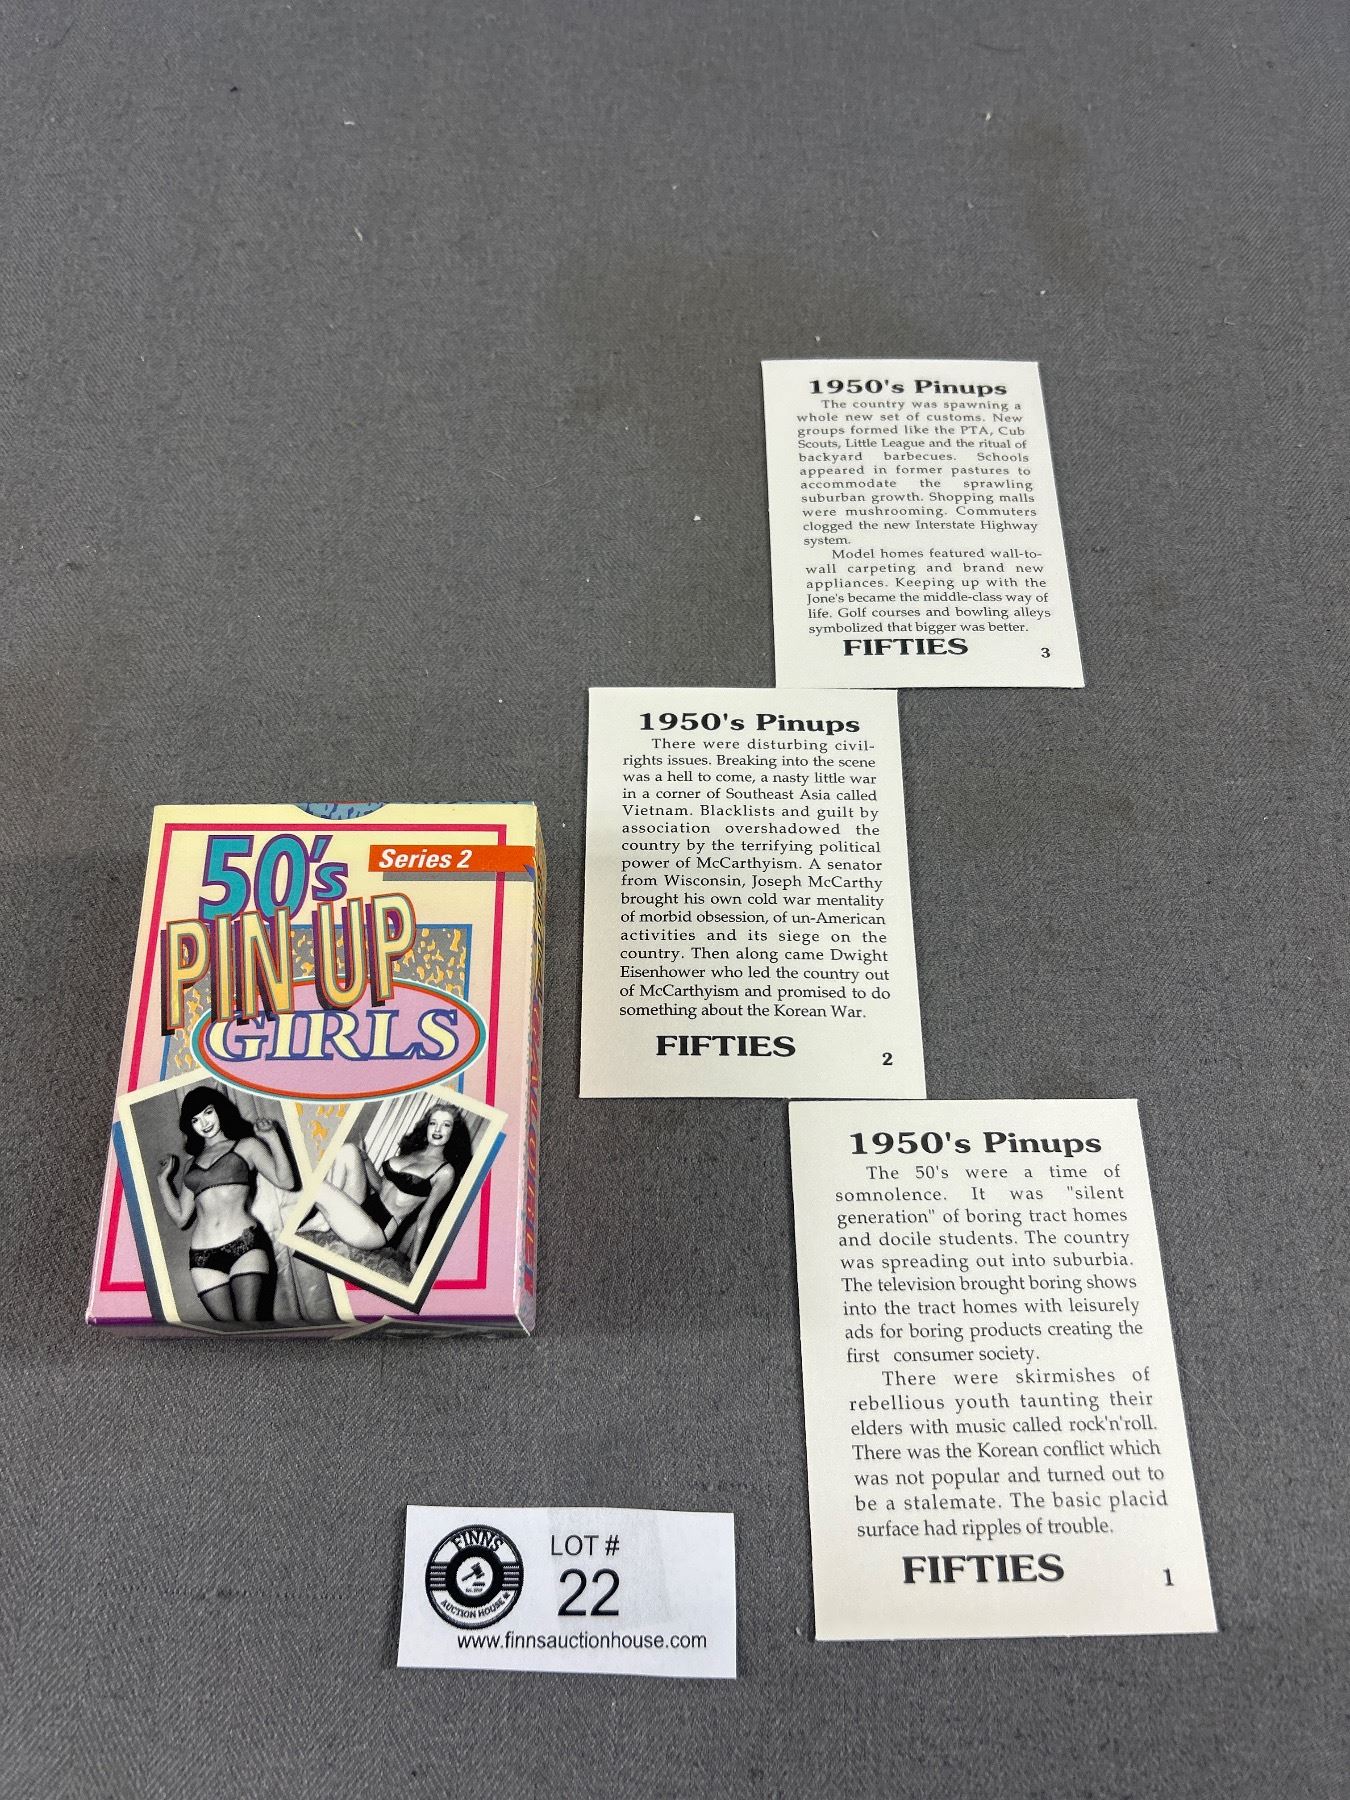 1950's Pinups
The country was spawning a
whole new set of customs. New
groups formed like the PTA, Cub
Scouts, Little League and the ritual of
backyard barbecues. Schools
appeared in former pastures to
accommodate the sprawling
suburban growth. Shopping malls
were mushrooming. Commuters
clogged the new Interstate Highway
system.
Model homes featured wall-to-
wall carpeting and brand new
appliances. Keeping up with the
Jone's became the middle-class way of
life. Golf courses and bowling alleys
symbolized that bigger was better.
FIFTIES
3
1950's Pinups
There were disturbing civil-
rights issues. Breaking into the scene
was a hell to come, a nasty little war
in a corner of Southeast Asia called
Vietnam. Blacklists and guilt by
association overshadowed the
country by the terrifying political
power of McCarthyism. A senator
from Wisconsin, Joseph McCarthy
brought his own cold war mentality
of morbid obsession, of un-American
activities and its siege on the
country. Then along came Dwight
Eisenhower who led the country out
of McCarthyism and promised to do
something about the Korean War.
FIFTIES
2
50's
Series 2
PIN UP
GIRLS
1950's Pinups
The 50's were a time of
somnolence. It was "silent
generation" of boring tract homes
and docile students. The country
was spreading out into suburbia.
The television brought boring shows
into the tract homes with leisurely
ads for boring products creating the
first consumer society.
There were skirmishes of
rebellious youth taunting their
elders with music called rock'n'roll.
There was the Korean conflict which
was not popular and turned out to
be a stalemate. The basic placid
surface had ripples of trouble.
FIFTIES
1
FINNS
AUCTION HOUSE
LOT #
22
www.finnsauctionhouse.com